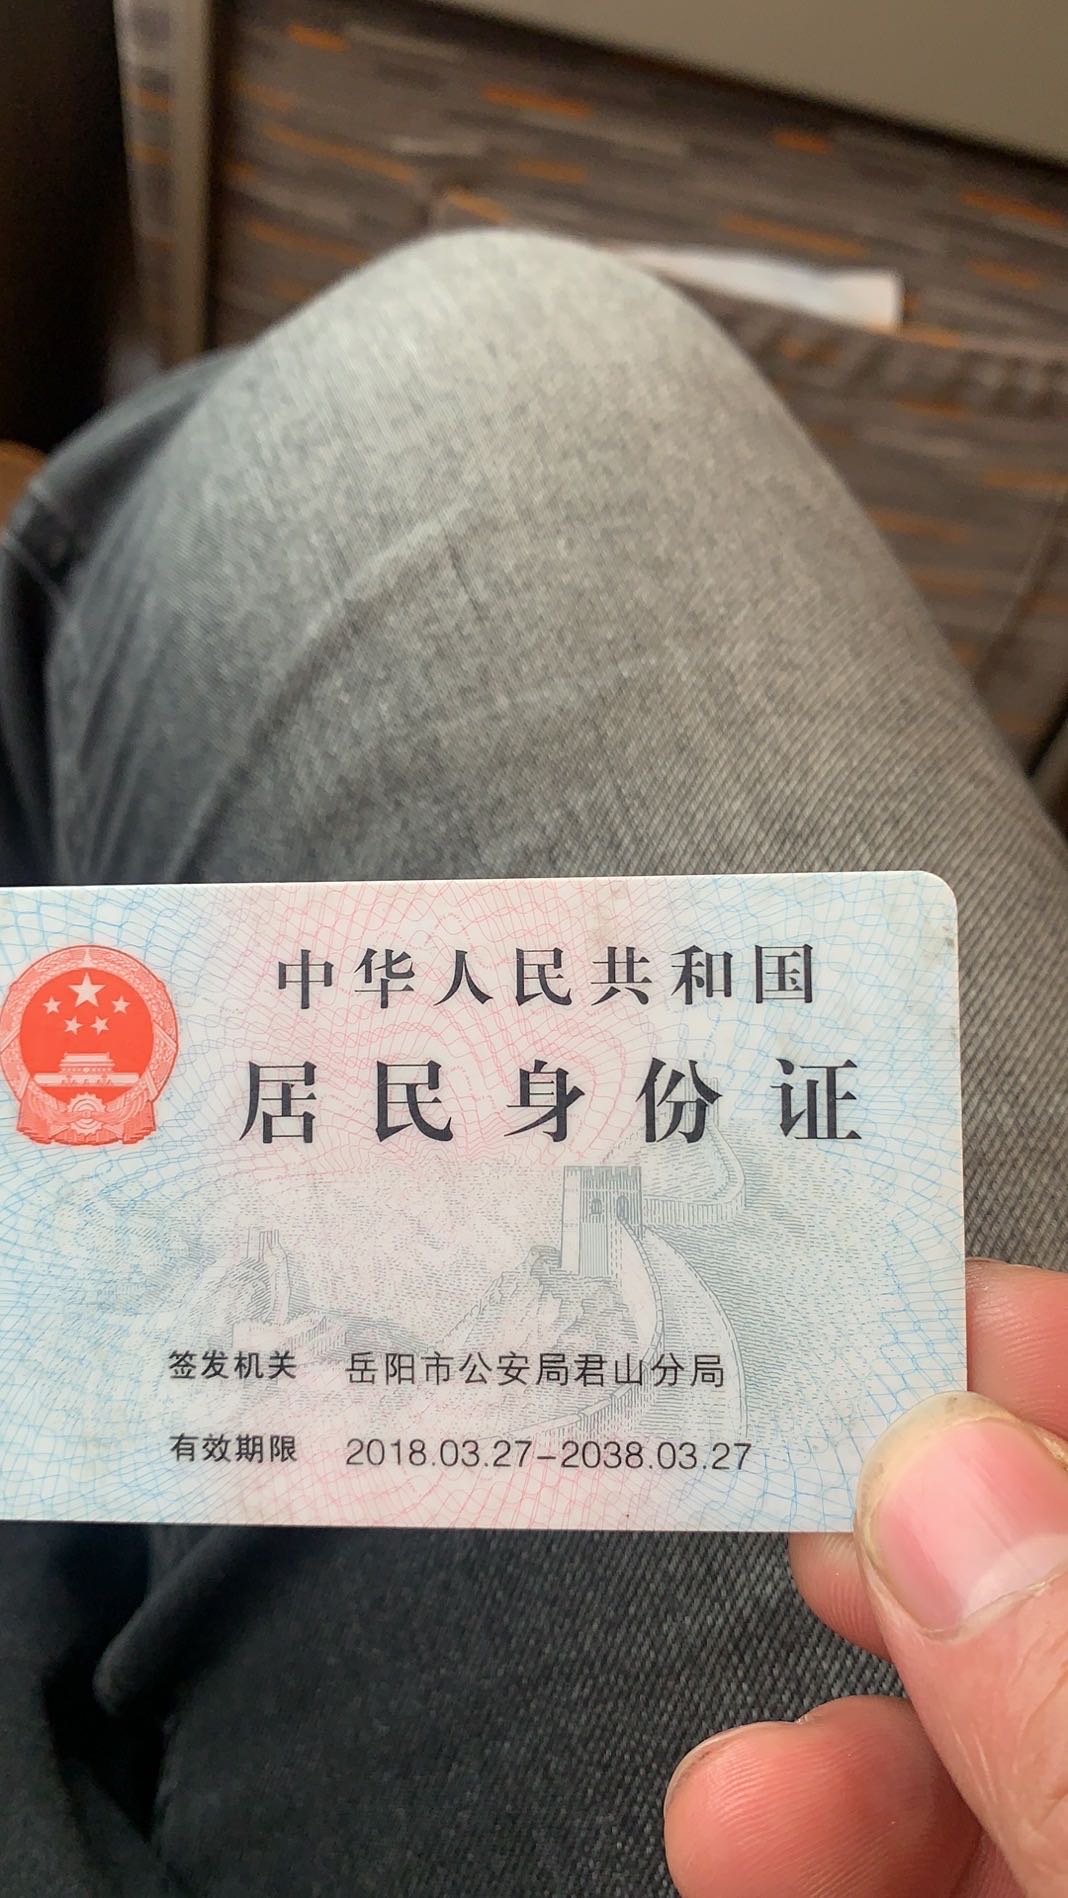 中华人民共和国
居民身份证
签发机关 岳阳市公安局君山分局
有效期限 2018.03.27-2038.03.27